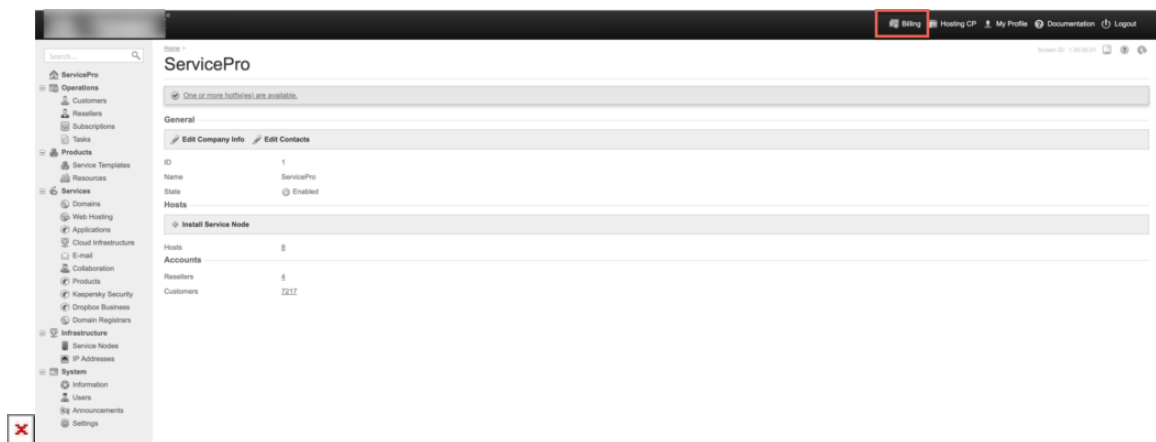 Billing Hosting CP My Profile Documentation Logout
Search...
Home >
ServicePro
ServicePro
One or more hotfix(es) are available.
Operations
Customers
Resellers
Subscriptions
Tasks
Products
Service Templates
Resources
Services
Domains
Web Hosting
Applications
Cloud Infrastructure
E-mail
Collaboration
Products
Kaspersky Security
Dropbox Business
Domain Registrars
Infrastructure
Service Nodes
IP Addresses
System
Information
Users
Announcements
Settings
General
Edit Company Info Edit Contacts
ID 1
Name ServicePro
State Enabled
Hosts
Install Service Node
Hosts 8
Accounts
Resellers 4
Customers 7217